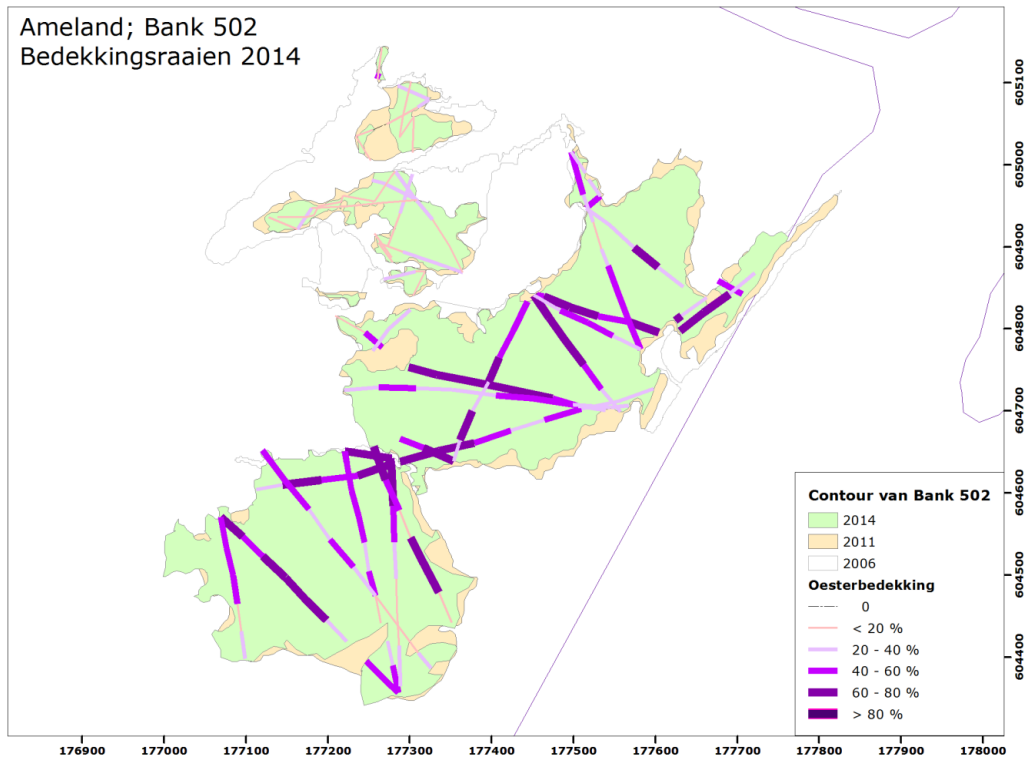 Ameland; Bank 502
Bedekkingsraaien 2014
605100
605000
604900
604800
604700
604600
604500
604400
Contour van Bank 502
2014
2011
2006
Oesterbedekking
0
< 20 %
20 - 40 %
40 - 60 %
60 - 80 %
> 80 %
176900 177000 177100 177200 177300 177400 177500 177600 177700 177800 177900 178000